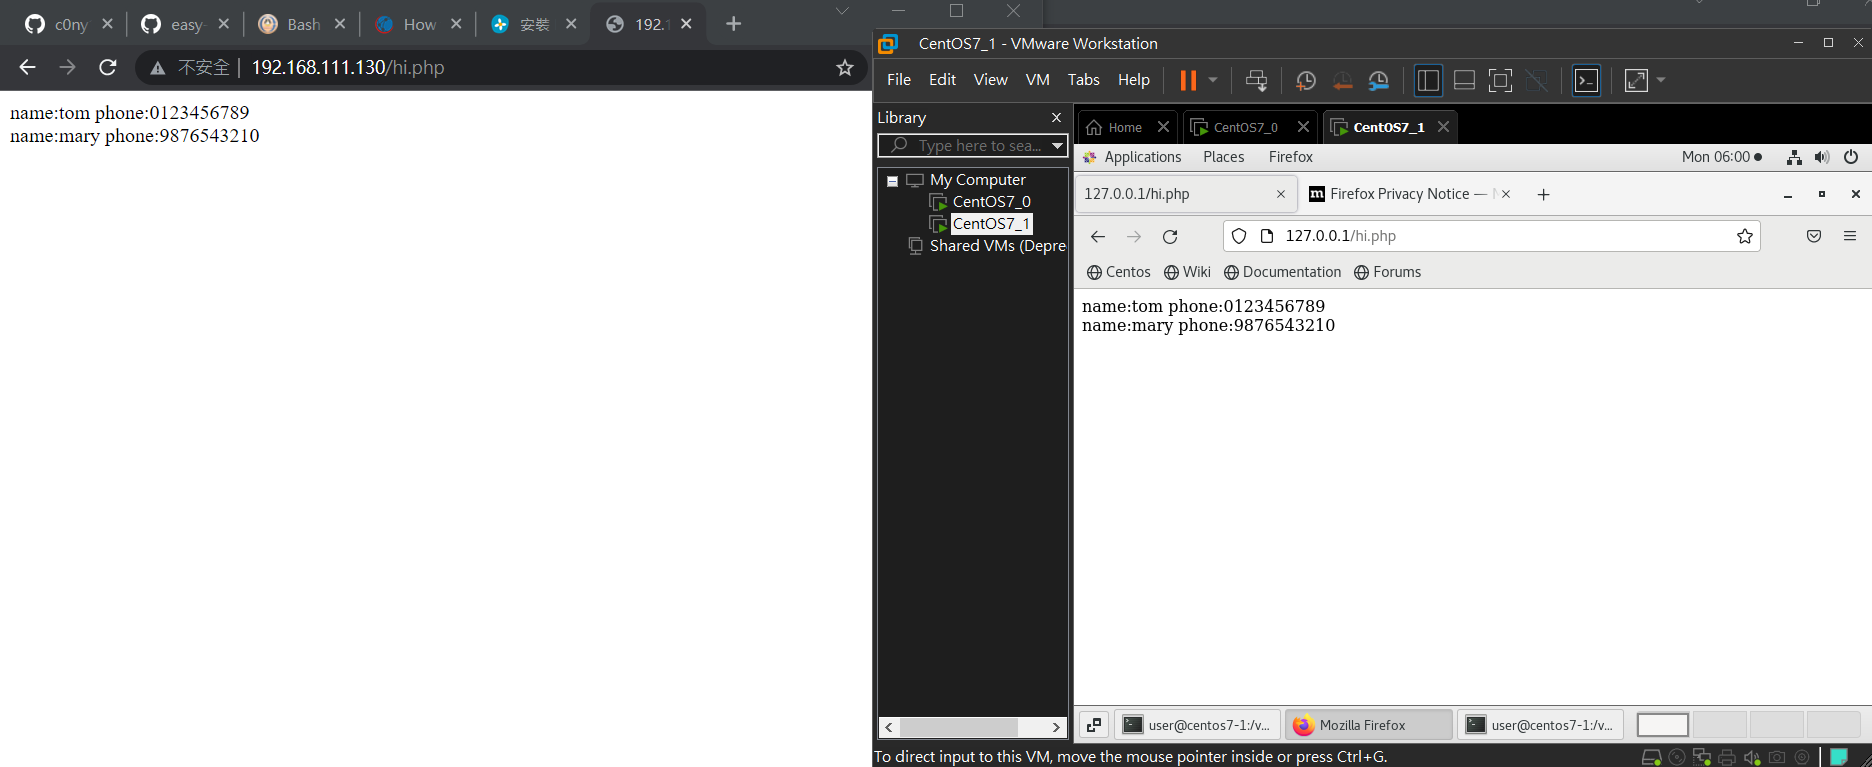 c0ny
easy-
Bash
How
安裝
192.1
不安全 | 192.168.111.130/hi.php
name:tom phone:0123456789
name:mary phone:9876543210
CentOS7_1 - VMware Workstation
File Edit View VM Tabs Help
Library
Type here to sea...
My Computer
CentOS7_0
CentOS7_1
Shared VMs (Depre
Home CentOS7_0 CentOS7_1
Applications Places Firefox Mon 06:00
127.0.0.1/hi.php Firefox Privacy Notice —
127.0.0.1/hi.php
Centos Wiki Documentation Forums
name:tom phone:0123456789
name:mary phone:9876543210
user@centos7-1:/v... Mozilla Firefox user@centos7-1:/v...
To direct input to this VM, move the mouse pointer inside or press Ctrl+G.